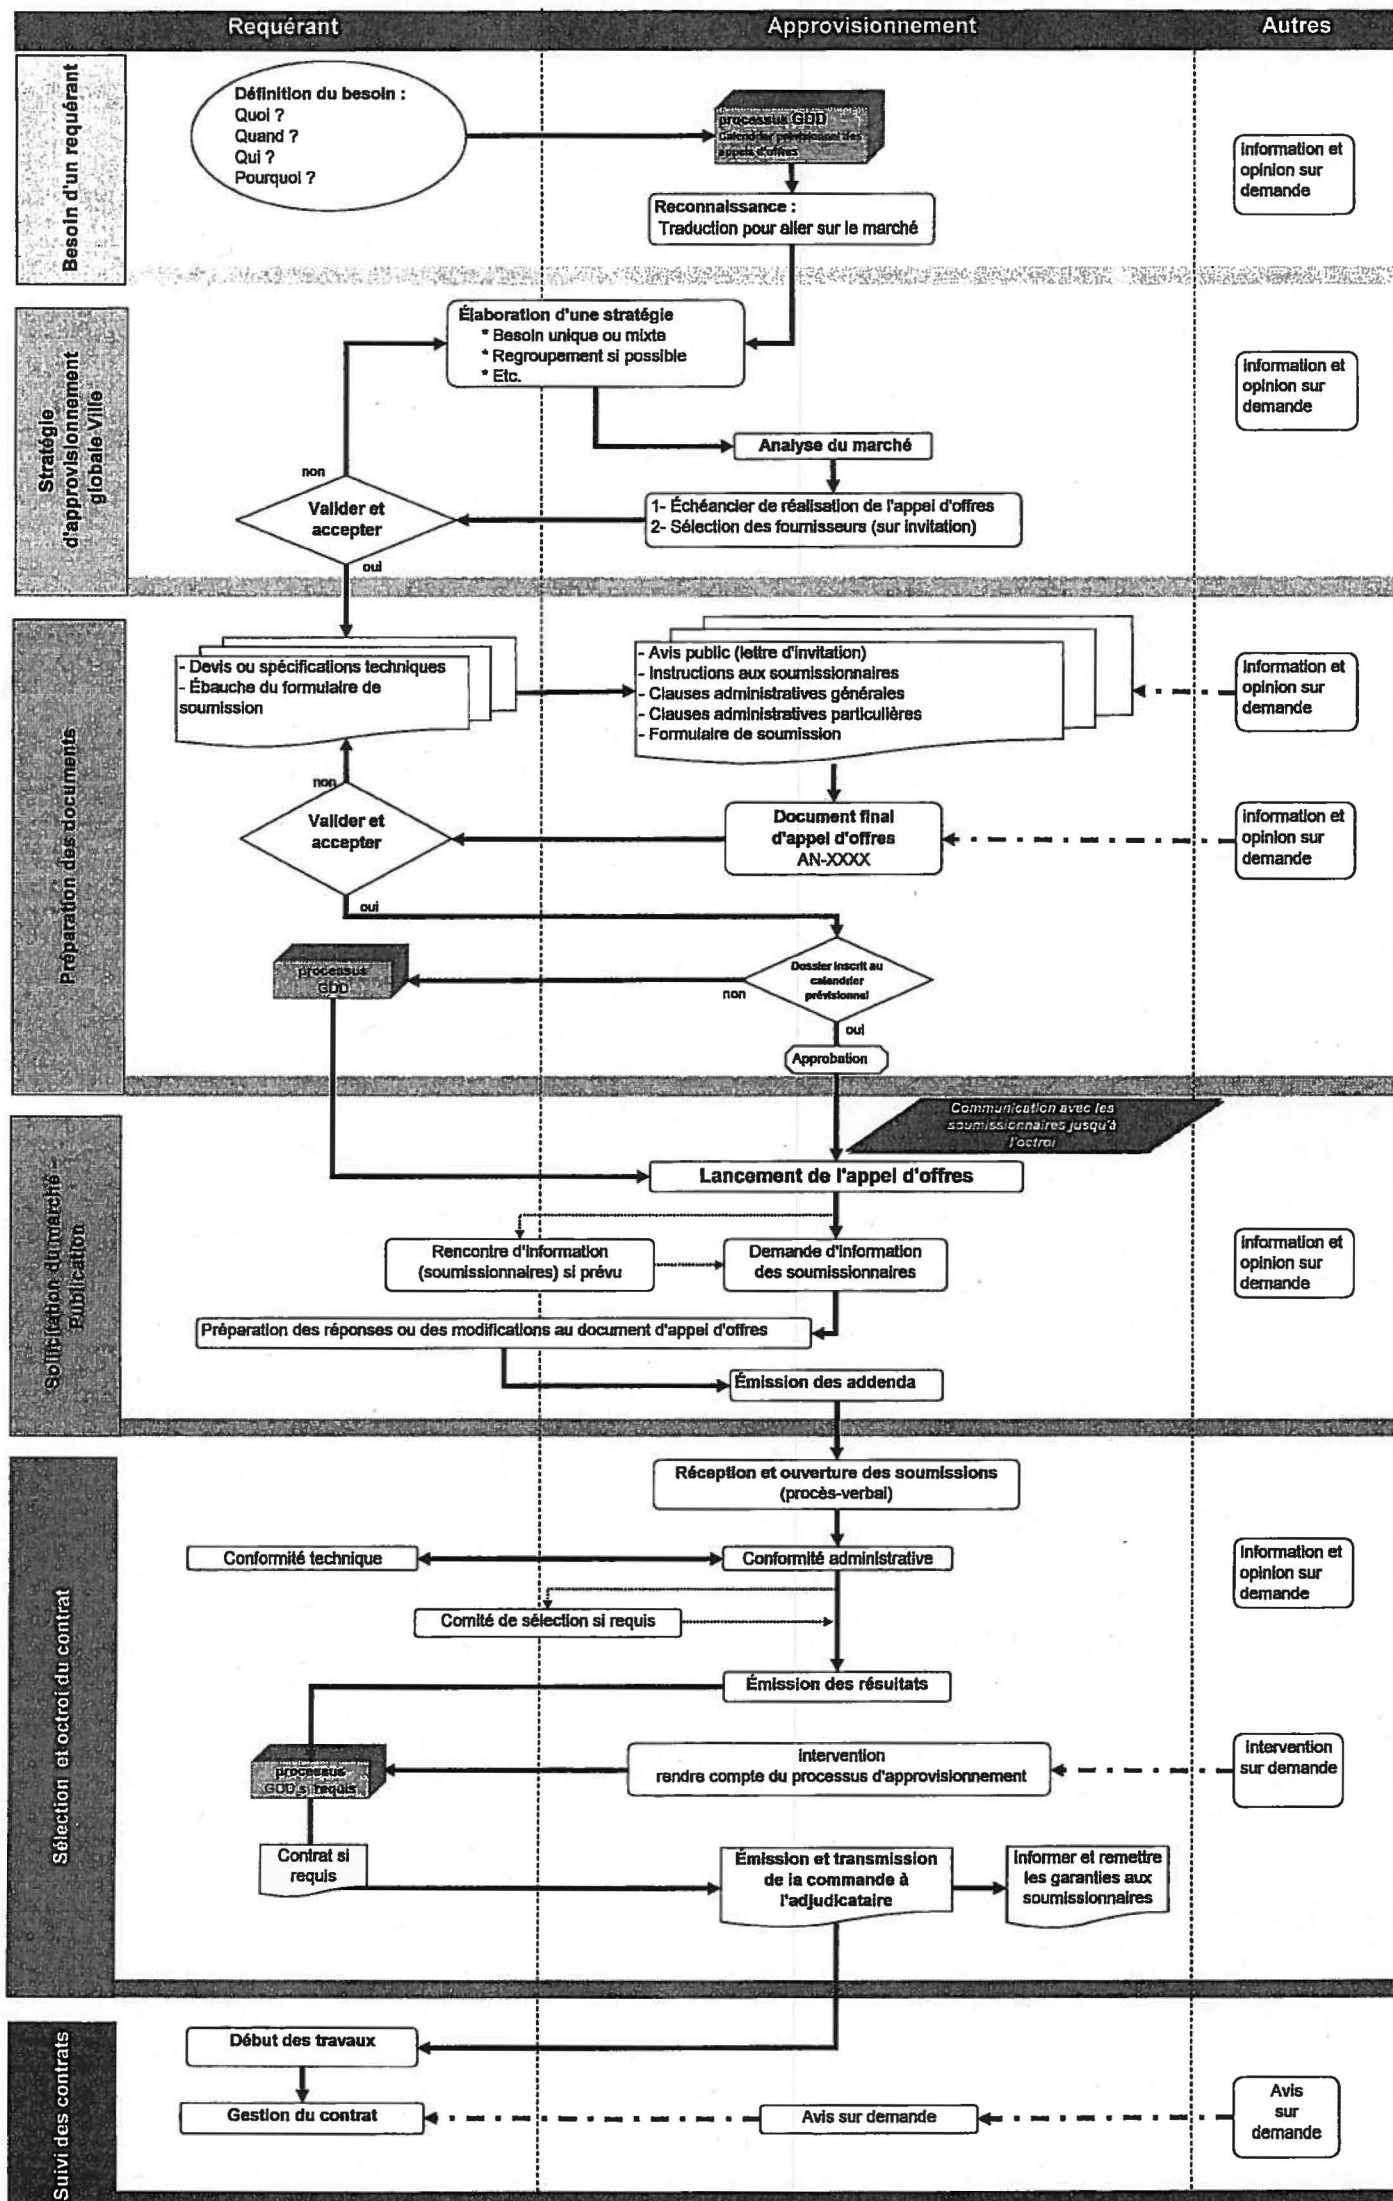 Requérant
Approvisionnement
Autres
Besoin d'un requérant
Définition du besoin :
Quoi ?
Quand ?
Qui ?
Pourquoi ?
processus GDD
Calendrier prévisionnel des
appels d'offres
Reconnaissance :
Traduction pour aller sur le marché
Information et
opinion sur
demande
Stratégie
d'approvisionnement
globale Ville
Élaboration d'une stratégie
* Besoin unique ou mixte
* Regroupement si possible
* Etc.
Analyse du marché
1- Échéancier de réalisation de l'appel d'offres
2- Sélection des fournisseurs (sur invitation)
non
Valider et
accepter
oui
Information et
opinion sur
demande
Préparation des documents
- Devis ou spécifications techniques
- Ébauche du formulaire de
soumission
- Avis public (lettre d'invitation)
- Instructions aux soumissionnaires
- Clauses administratives générales
- Clauses administratives particulières
- Formulaire de soumission
Information et
opinion sur
demande
non
Valider et
accepter
oui
Document final
d'appel d'offres
AN-XXXX
Information et
opinion sur
demande
processus
GDD
Dossier inscrit au
calendrier
prévisionnel
non
oui
Approbation
Sollicitation du marché -
Publication
Communication avec les
soumissionnaires jusqu'à
l'octroi
Lancement de l'appel d'offres
Rencontre d'information
(soumissionnaires) si prévu
Demande d'information
des soumissionnaires
Information et
opinion sur
demande
Préparation des réponses ou des modifications au document d'appel d'offres
Émission des addenda
Sélection et octroi du contrat
Réception et ouverture des soumissions
(procès-verbal)
Conformité technique
Conformité administrative
Information et
opinion sur
demande
Comité de sélection si requis
Émission des résultats
processus
GDD si requis
Intervention
rendre compte du processus d'approvisionnement
Intervention
sur demande
Contrat si
requis
Émission et transmission
de la commande à
l'adjudicataire
Informer et remettre
les garanties aux
soumissionnaires
Suivi des contrats
Début des travaux
Gestion du contrat
Avis sur demande
Avis
sur
demande